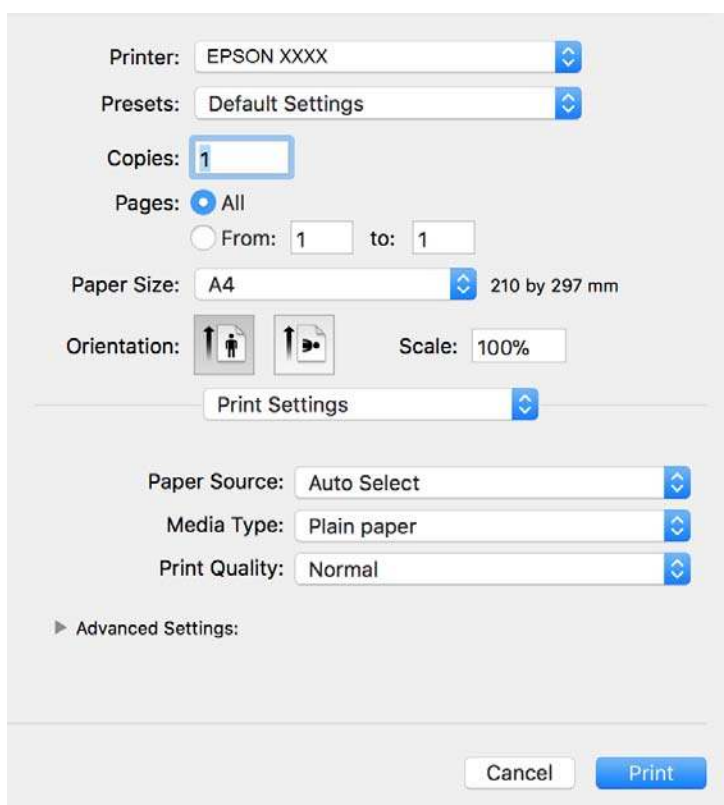 Printer: EPSON XXXX
Presets: Default Settings
Copies: 1
Pages: All
From: 1 to: 1
Paper Size: A4 210 by 297 mm
Orientation: Scale: 100%
Print Settings
Paper Source: Auto Select
Media Type: Plain paper
Print Quality: Normal
Advanced Settings:
Cancel Print